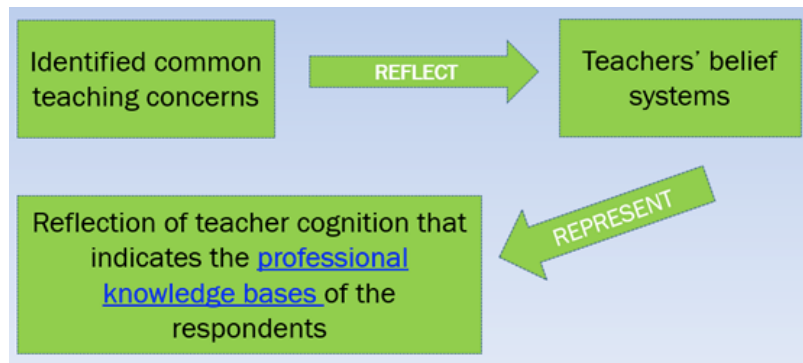 Identified common
teaching concerns
REFLECT
Teachers' belief
systems
REPRESENT
Reflection of teacher cognition that
indicates the professional
knowledge bases of the
respondents